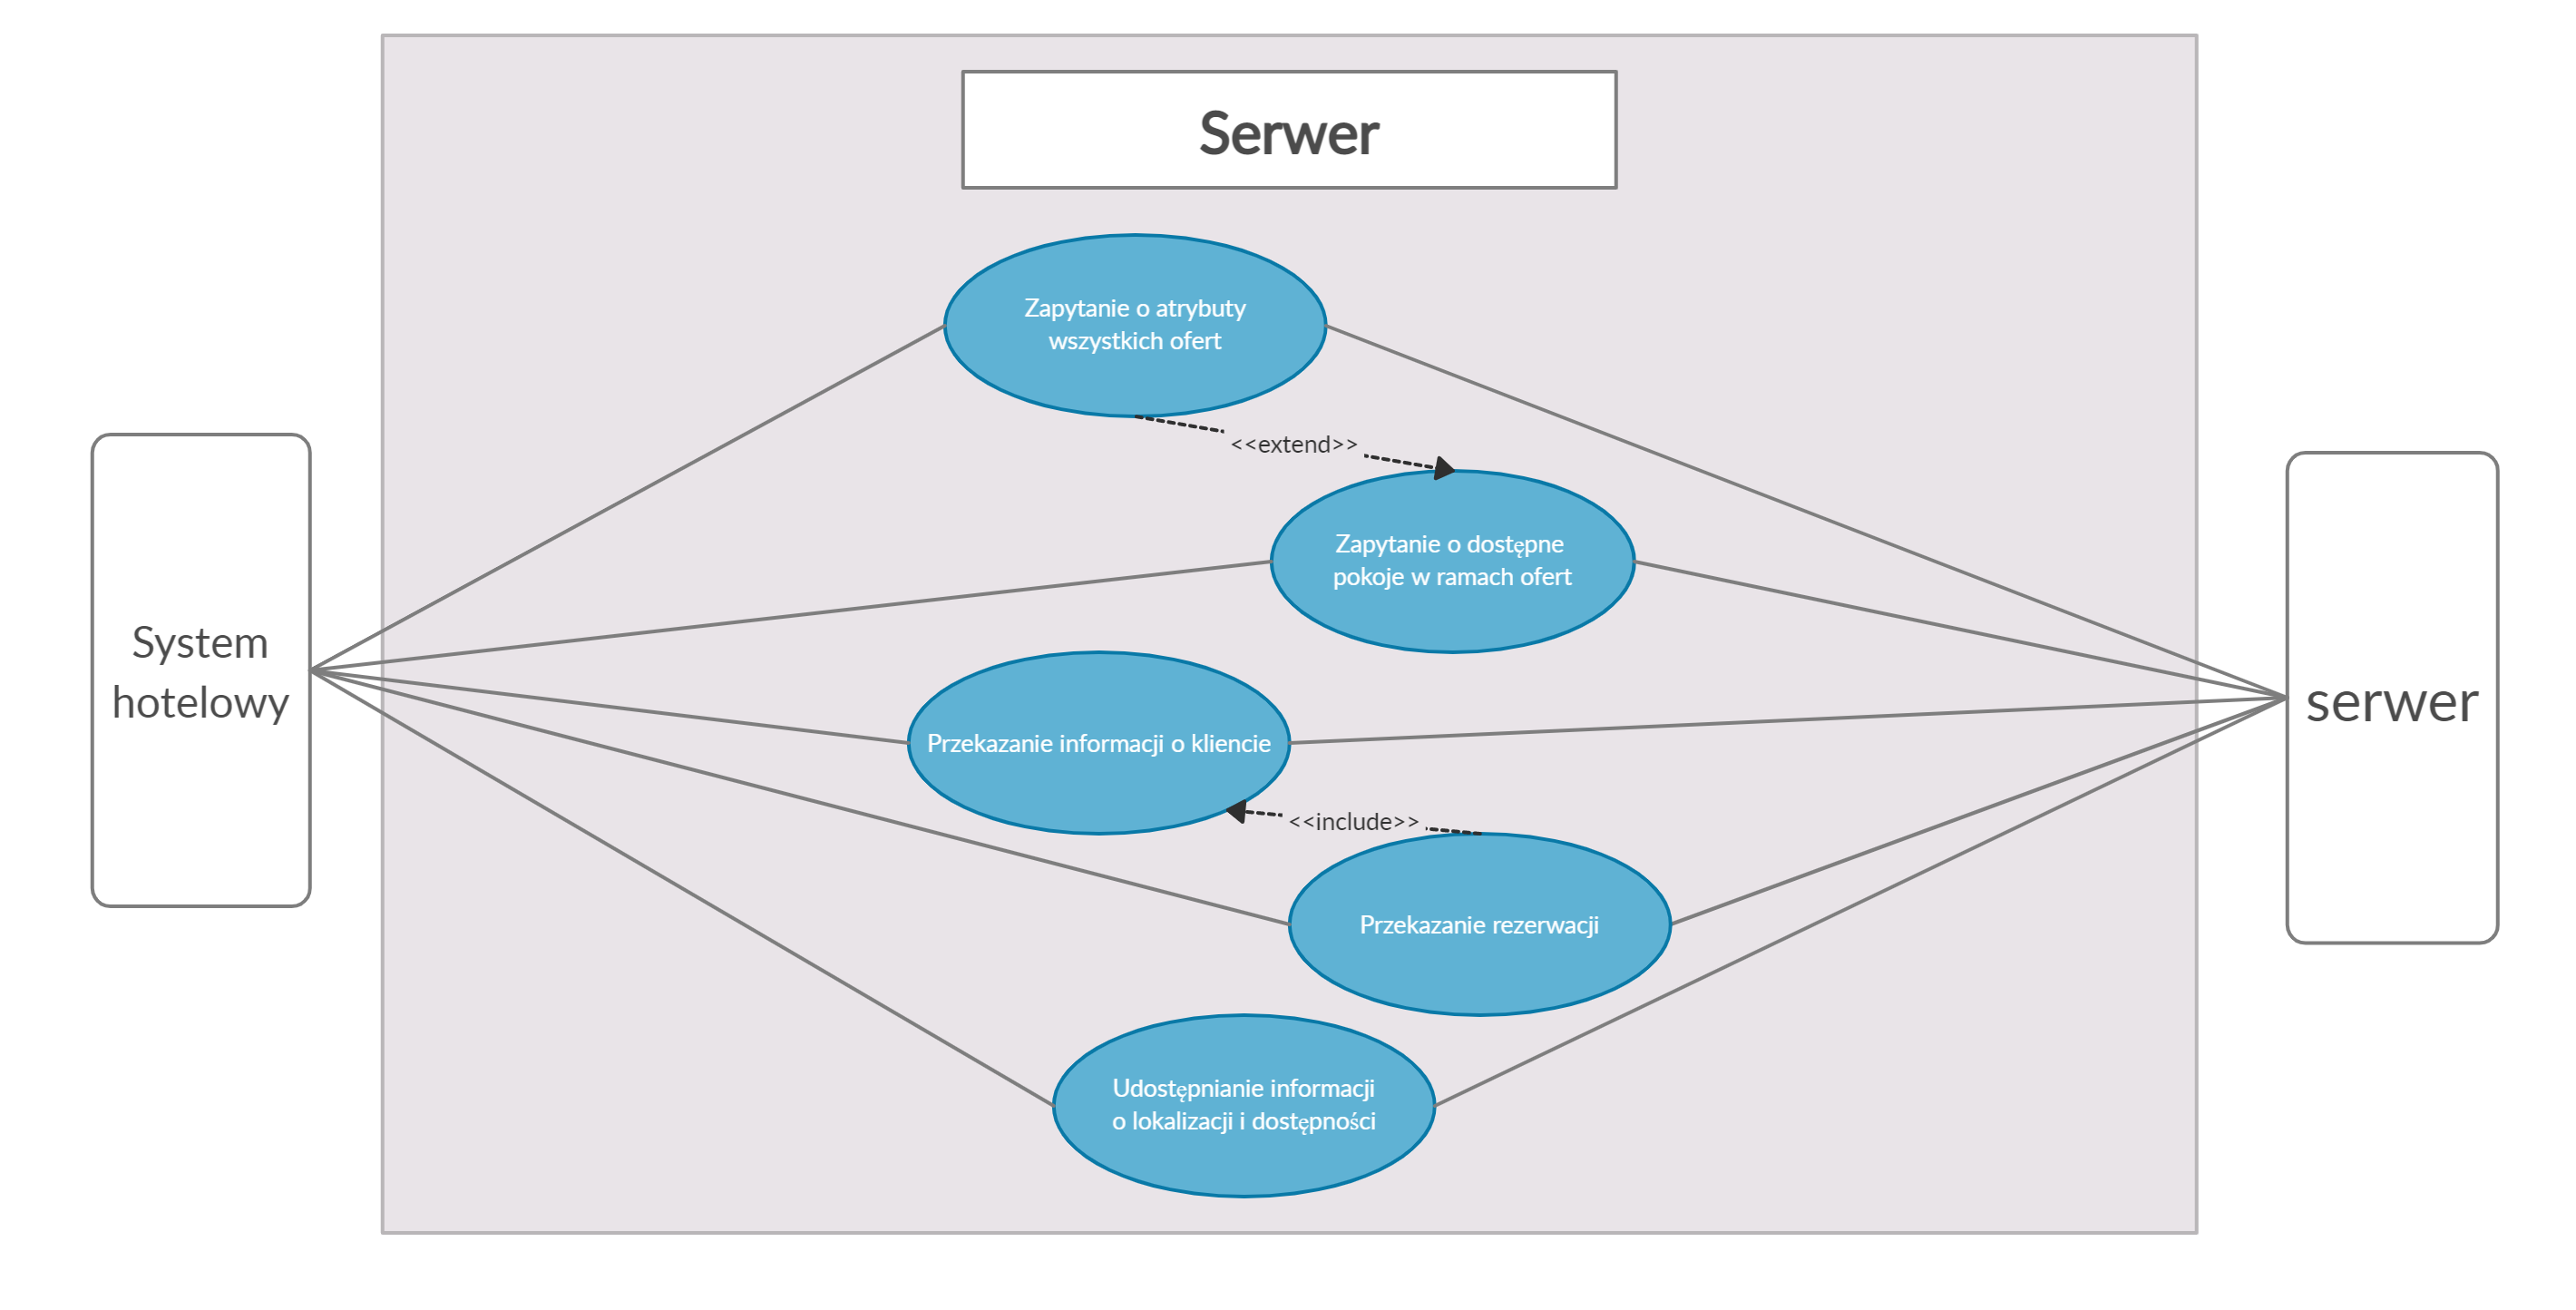 Serwer
Zapytanie o atrybuty
wszystkich ofert
<<extend>>
Zapytanie o dostępne
pokoje w ramach ofert
System
hotelowy
serwer
Przekazanie informacji o kliencie
<<include>>
Przekazanie rezerwacji
Udostępnianie informacji
o lokalizacji i dostępności